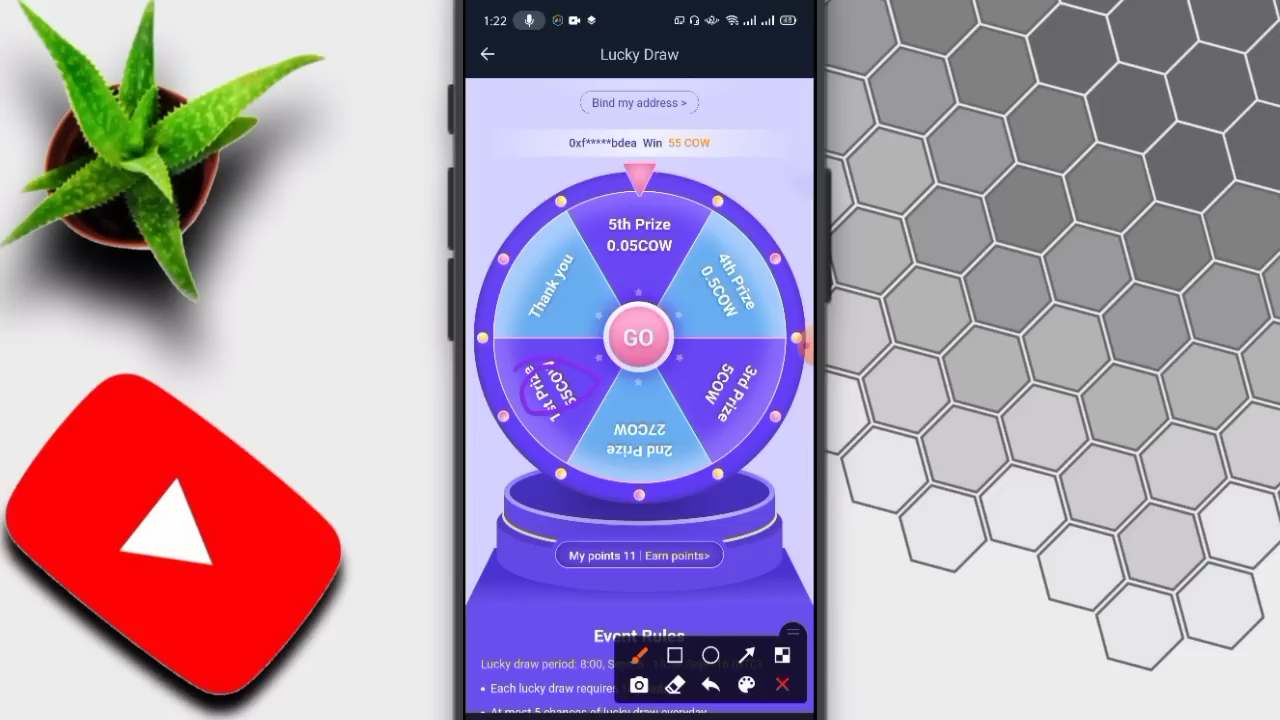 1:22
48
Lucky Draw
Bind my address >
0xf*****bdea Win 55 COW
5th Prize
0.05COW
4th Prize
0.5COW
3rd Prize
5COW
2nd Prize
27COW
1st Prize
Thank you
GO
My points 11 | Earn points>
Event Rules
Lucky draw period: 8:00,
• Each lucky draw requires
• At most 5 chances of lucky draw everyday